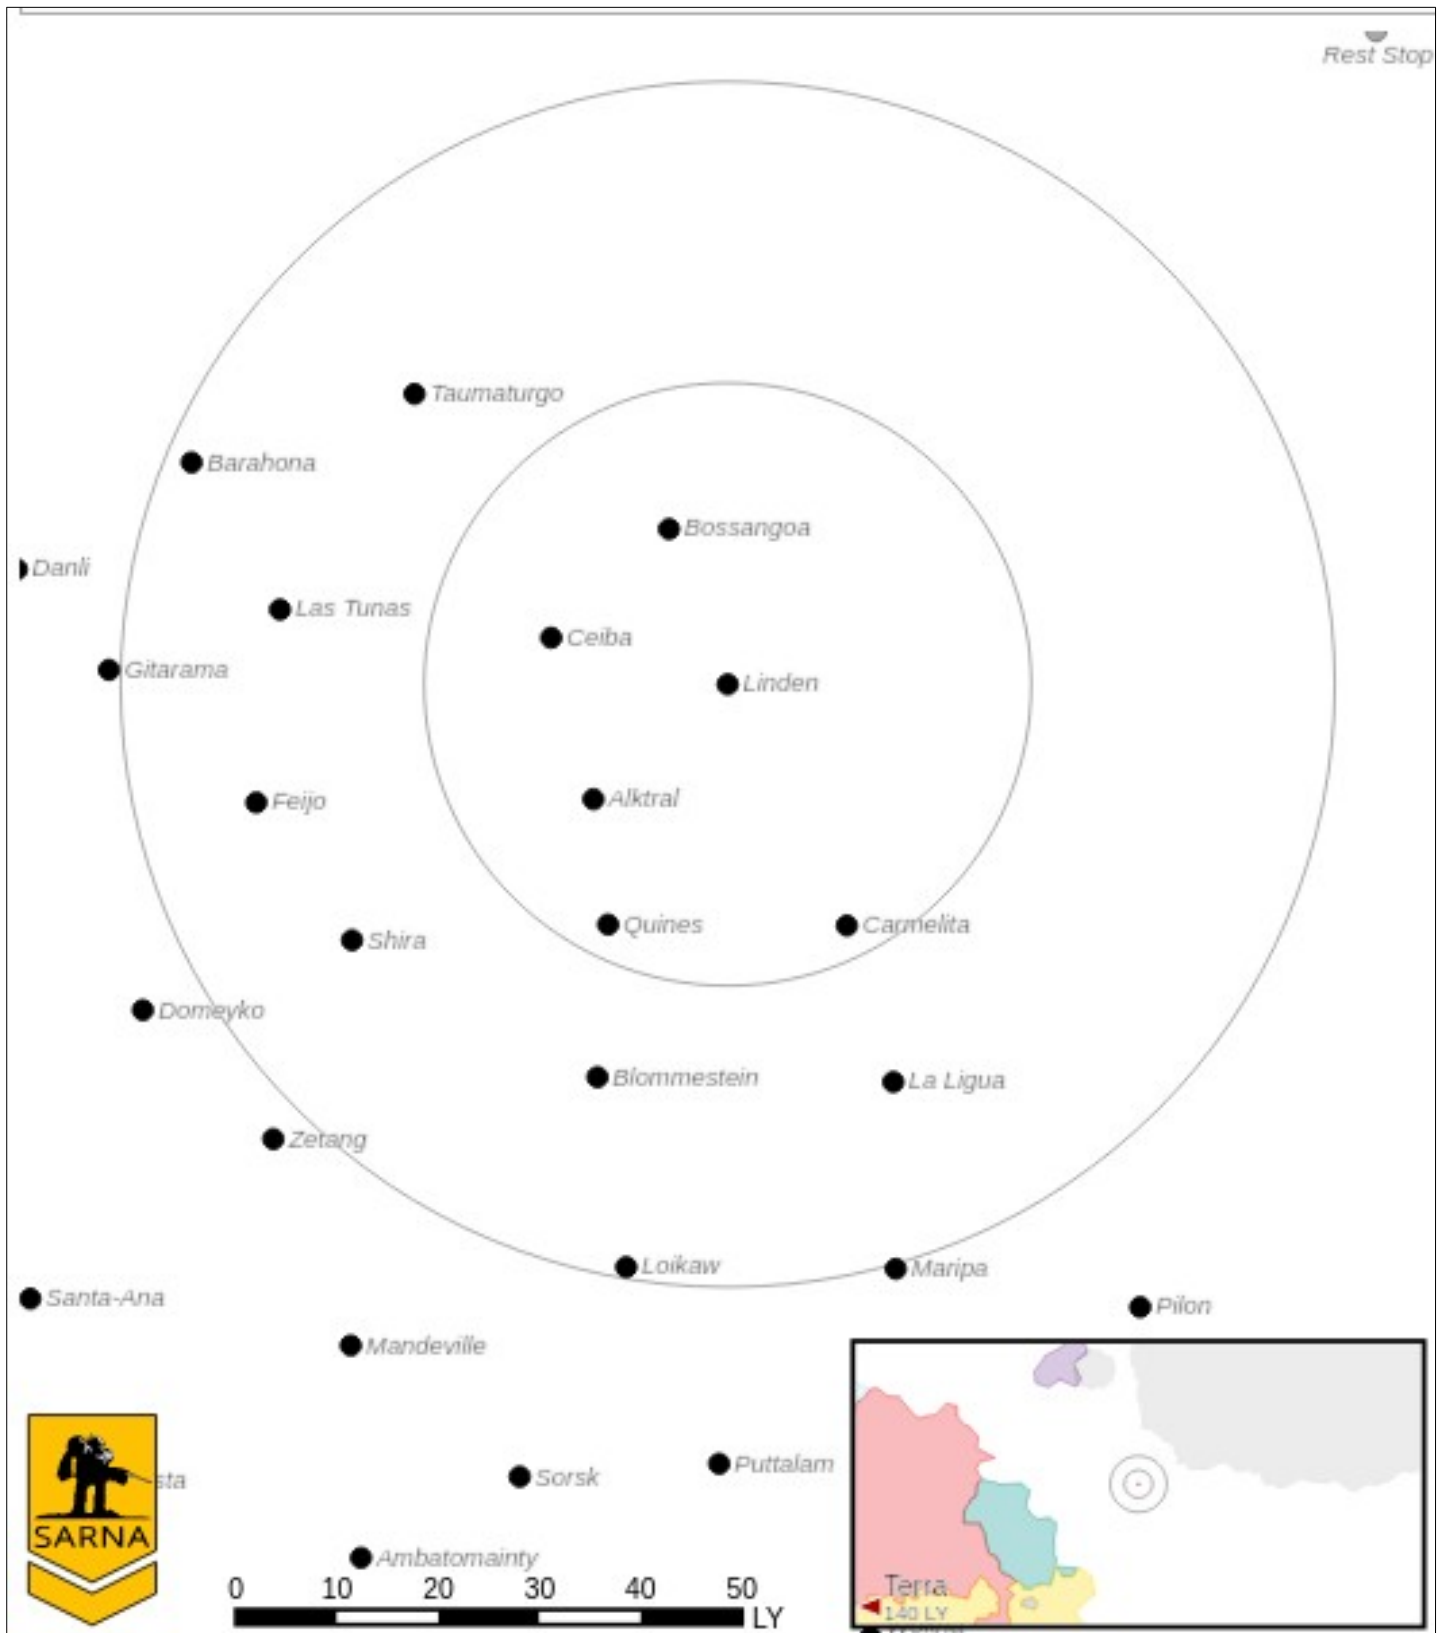 Rest Stop
Taumaturgo
Barahona
Bossangoa
Danli
Las Tunas
Ceiba
Gitarama
Linden
Feijo
Alktral
Quines
Carmelita
Shira
Domeyko
Blommestein
La Ligua
Zetang
Loikaw
Maripa
Santa-Ana
Pilon
Mandeville
Puttalam
Sorsk
sta
SARNA
Ambatomainty
0 10 20 30 40 50
LY
Terra
140 LY